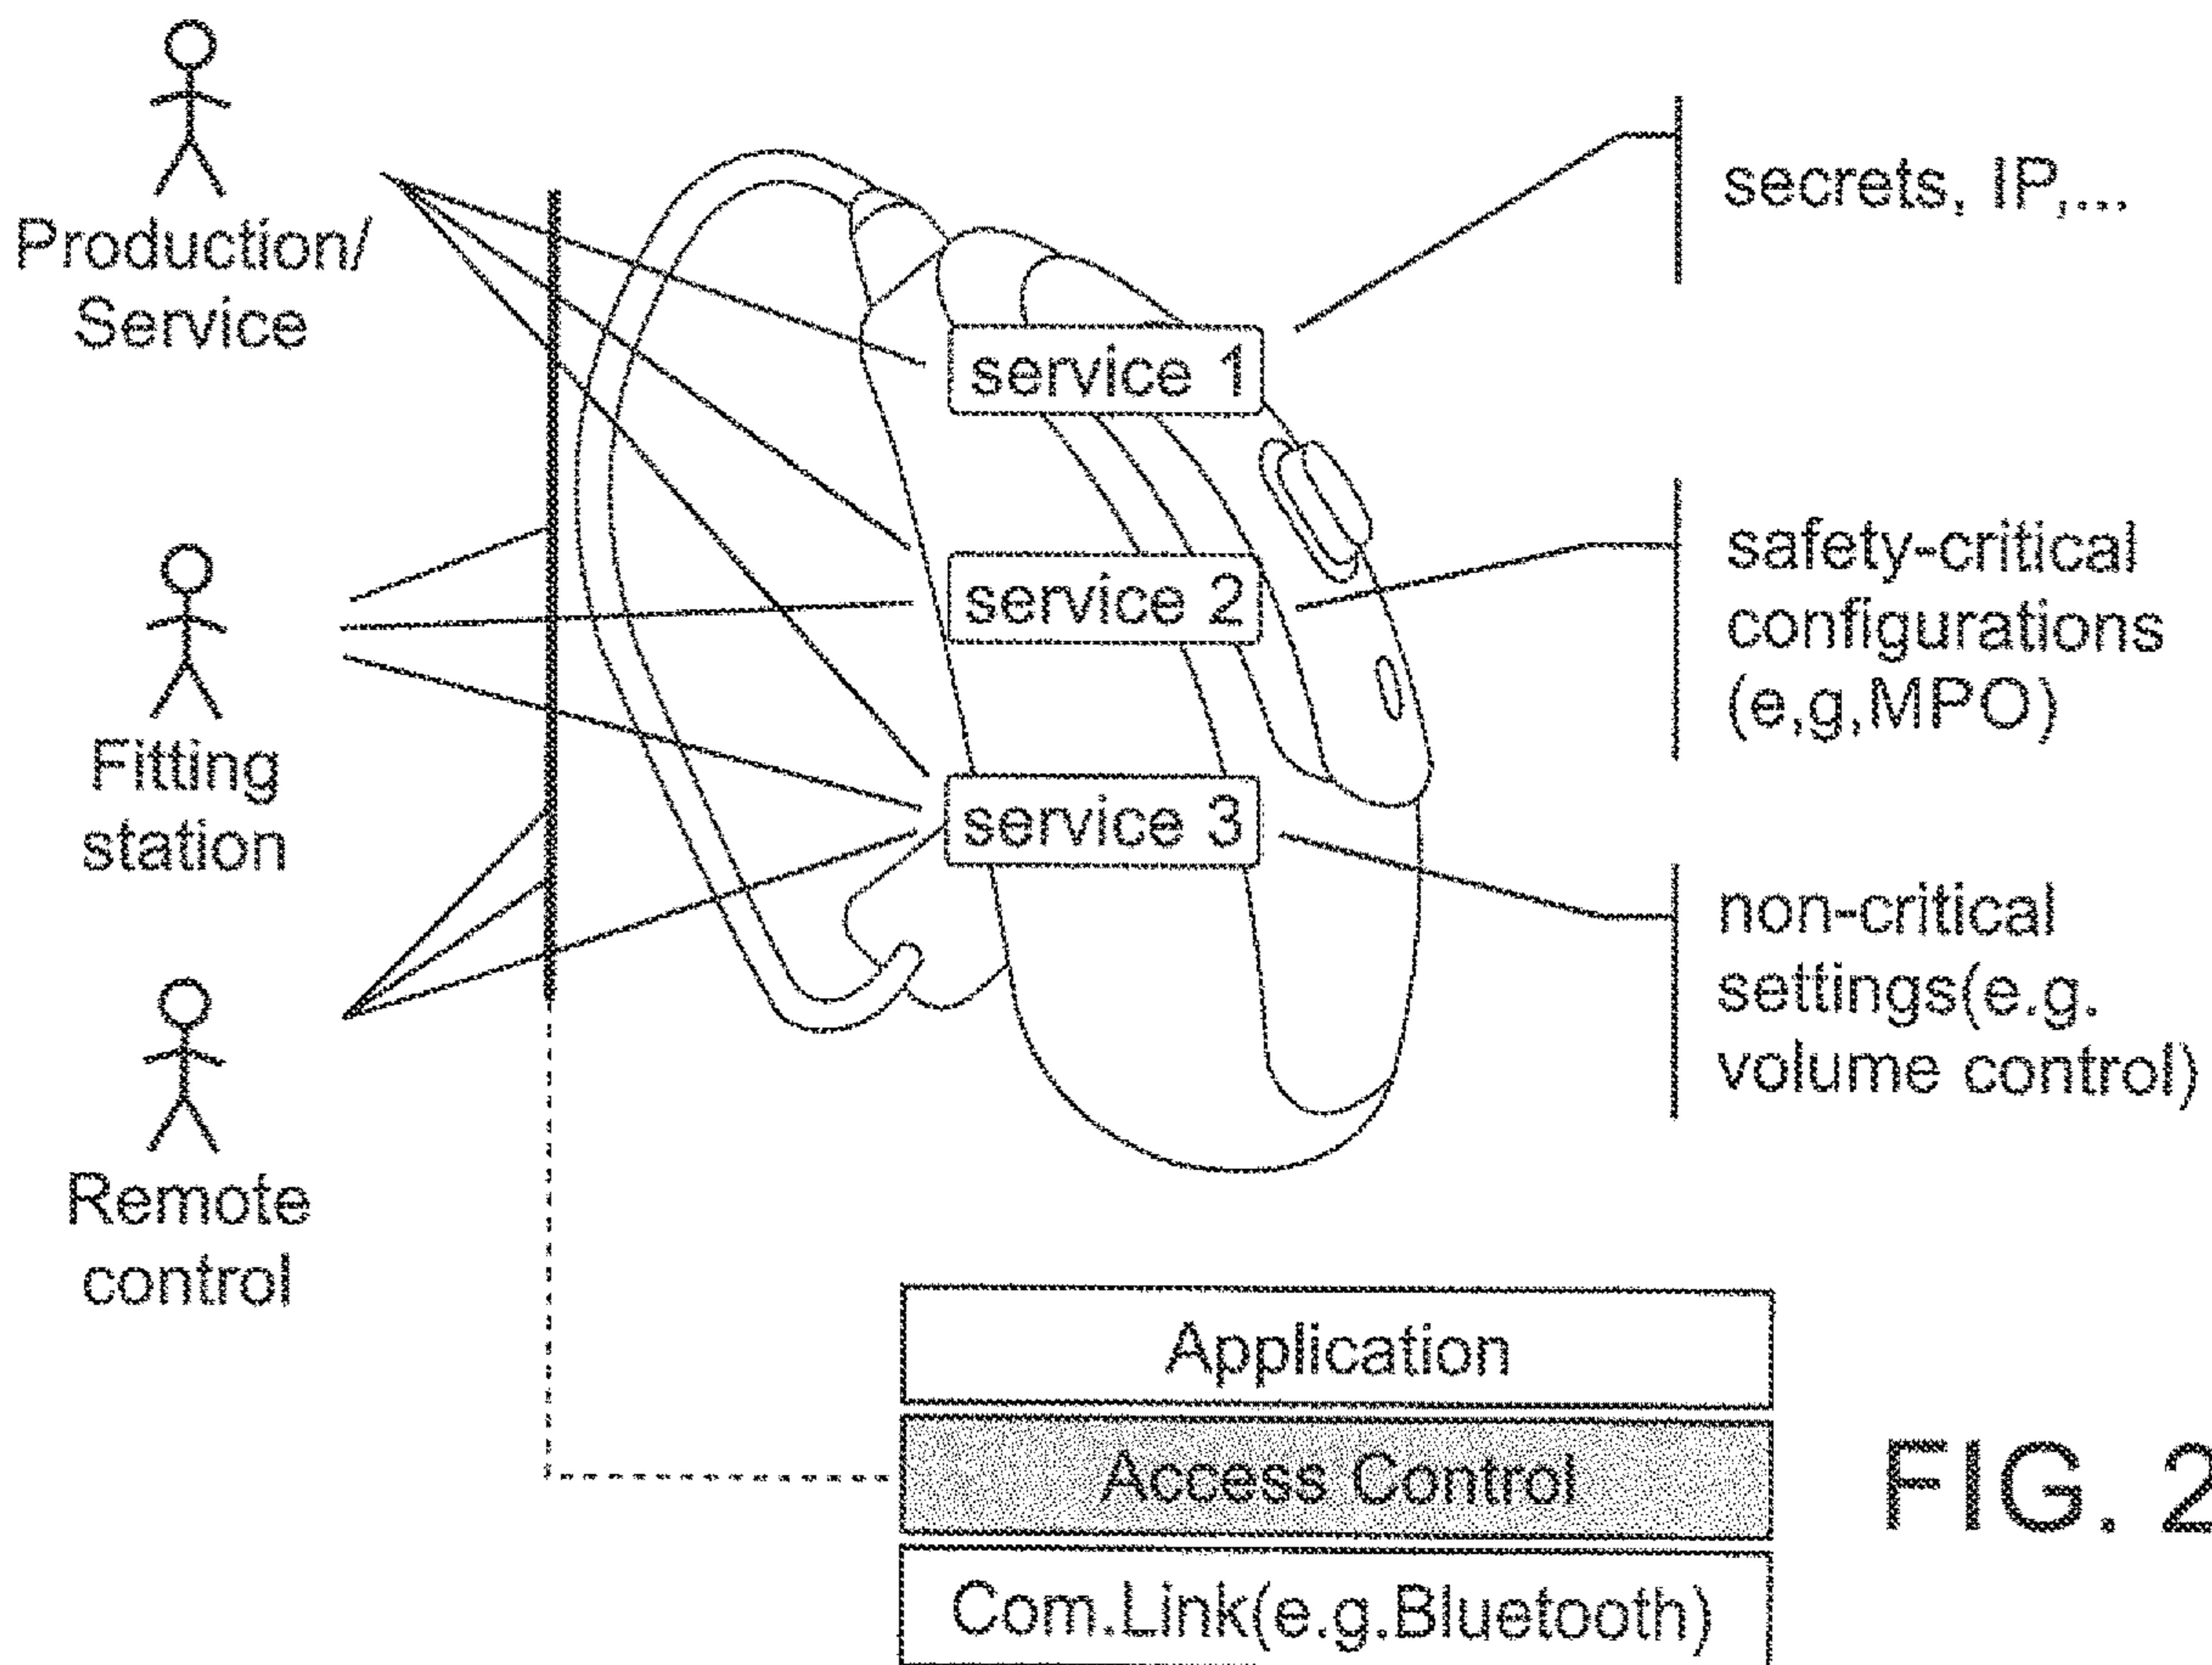 Production/
Service
Fitting
station
Remote
control
service 1
service 2
service 3
secrets, IP,...
safety-critical
configurations
(e,g,MPO)
non-critical
settings(e.g.
volume control)
Application
Access Control
Com.Link(e.g.Bluetooth)
FIG. 2